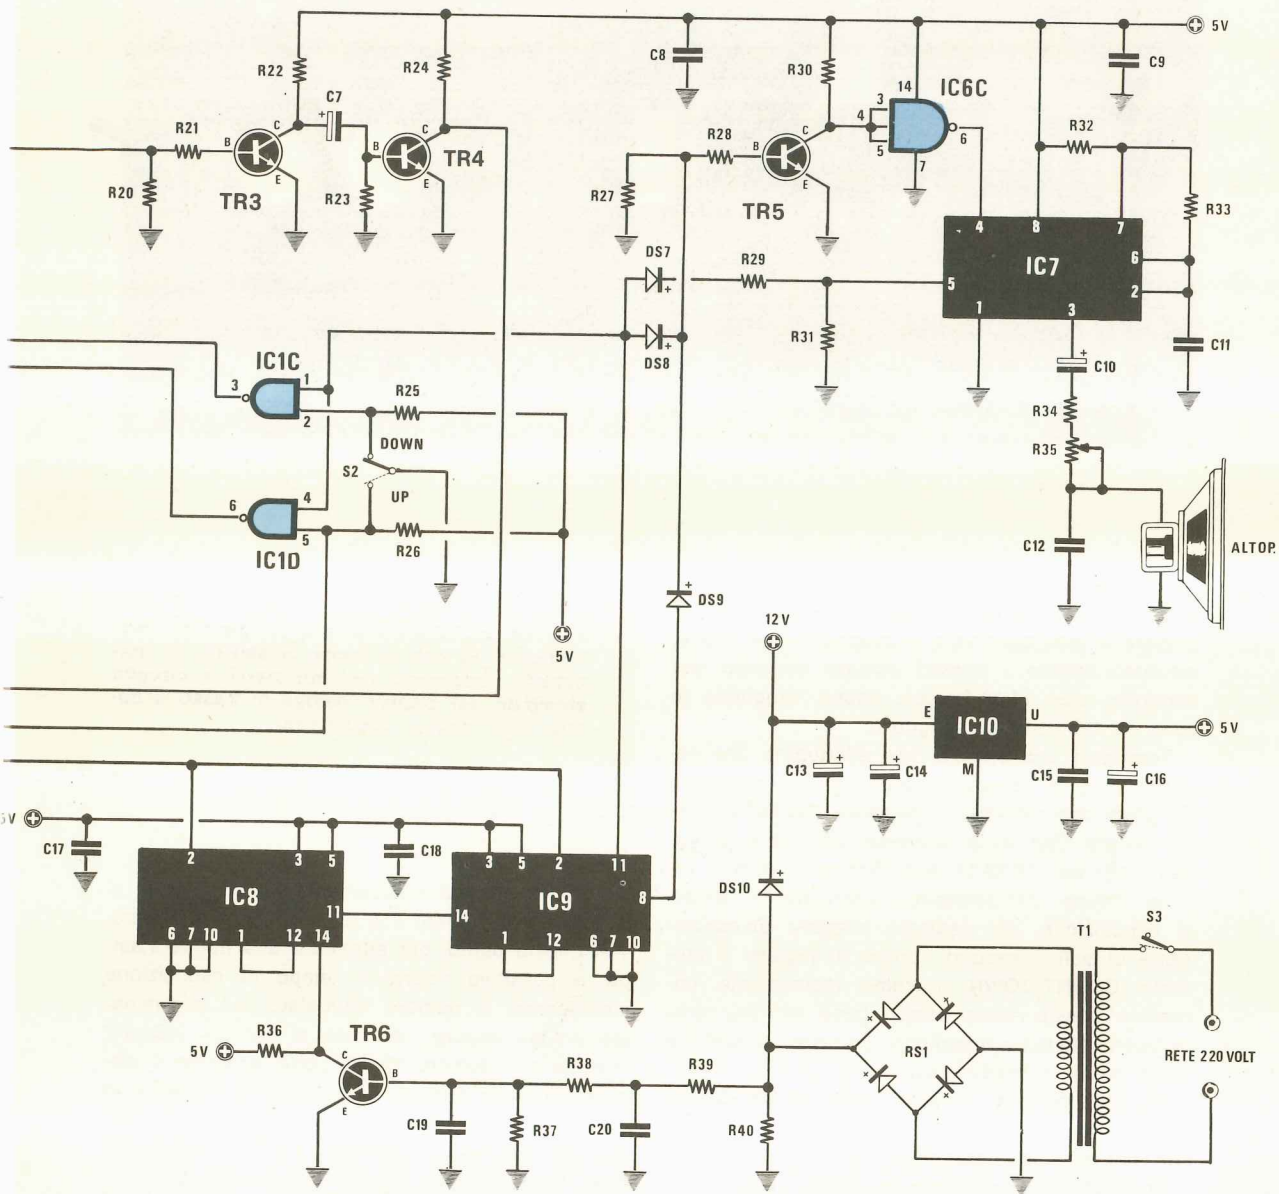 5V
R22
R24
C8
R30
C9
C7
+
14
IC6C
R21
C
C
3
4
5
6
R32
B
B
TR4
R28
C
B
7
R20
E
E
R27
E
R33
TR3
R23
TR5
4
8
7
DS7
R29
IC7
6
+
5
2
1
3
DS8
+
R31
C11
IC1C
+
C10
3
1
R25
2
R34
DOWN
S2
R35
UP
4
6
5
R26
C12
ALTOP.
IC1D
+
DS9
12V
5V
E
IC10
U
5V
+
+
+
C13
C14
M
C15
C16
5V
C17
C18
2
3
5
3
5
2
11
+
IC8
IC9
8
DS10
11
14
6
7
10
1
12
14
1
12
6
7
10
T1
S3
TR6
R36
5V
C
R38
R39
RS1
RETE 220 VOLT
B
E
C19
R37
C20
R40